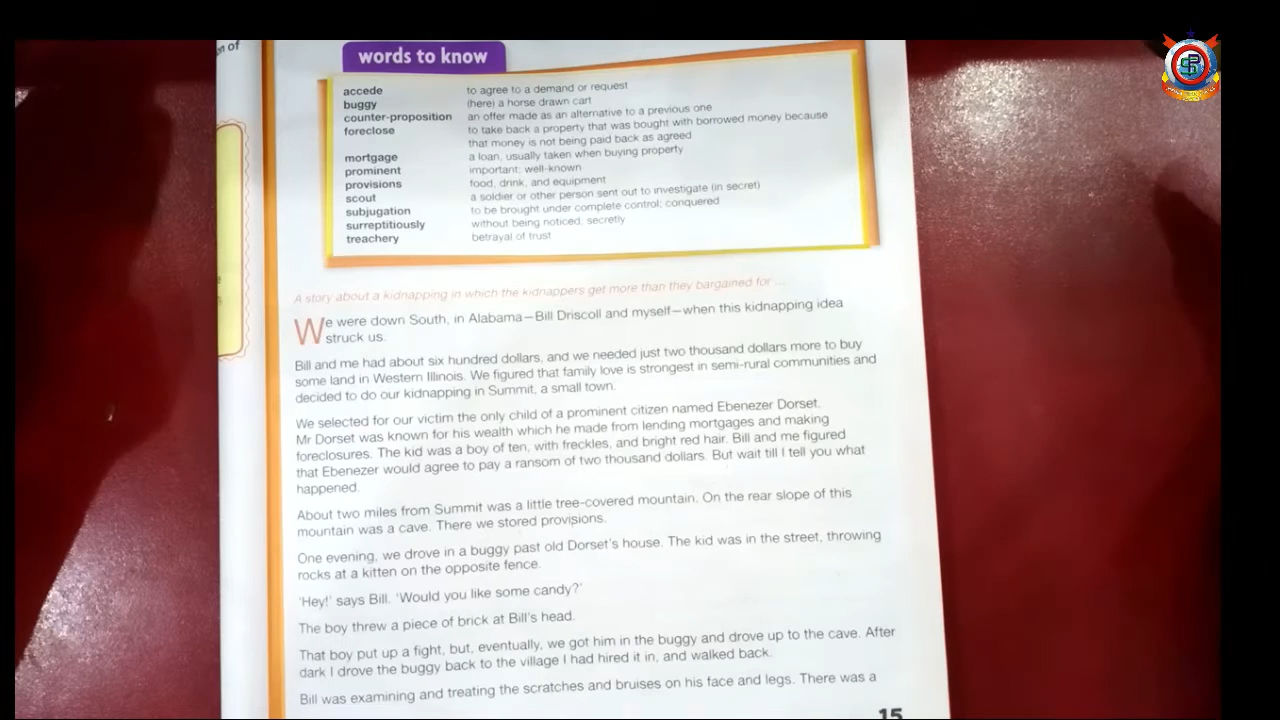 on of
words to know
accede to agree to a demand or request
buggy (here) a horse drawn cart
counter-proposition an offer made as an alternative to a previous one
foreclose to take back a property that was bought with borrowed money because
that money is not being paid back as agreed
mortgage a loan, usually taken when buying property
prominent important; well-known
provisions food, drink, and equipment
scout a soldier or other person sent out to investigate (in secret)
subjugation to be brought under complete control; conquered
surreptitiously without being noticed; secretly
treachery betrayal of trust
A story about a kidnapping in which the kidnappers get more than they bargained for ...
We were down South, in Alabama—Bill Driscoll and myself—when this kidnapping idea
struck us.
Bill and me had about six hundred dollars, and we needed just two thousand dollars more to buy
some land in Western Illinois. We figured that family love is strongest in semi-rural communities and
decided to do our kidnapping in Summit, a small town.
We selected for our victim the only child of a prominent citizen named Ebenezer Dorset.
Mr Dorset was known for his wealth which he made from lending mortgages and making
foreclosures. The kid was a boy of ten, with freckles, and bright red hair. Bill and me figured
that Ebenezer would agree to pay a ransom of two thousand dollars. But wait till I tell you what
happened.
About two miles from Summit was a little tree-covered mountain. On the rear slope of this
mountain was a cave. There we stored provisions.
One evening, we drove in a buggy past old Dorset's house. The kid was in the street, throwing
rocks at a kitten on the opposite fence.
'Hey!' says Bill. 'Would you like some candy?'
The boy threw a piece of brick at Bill's head.
That boy put up a fight, but, eventually, we got him in the buggy and drove up to the cave. After
dark I drove the buggy back to the village I had hired it in, and walked back.
Bill was examining and treating the scratches and bruises on his face and legs. There was a
15